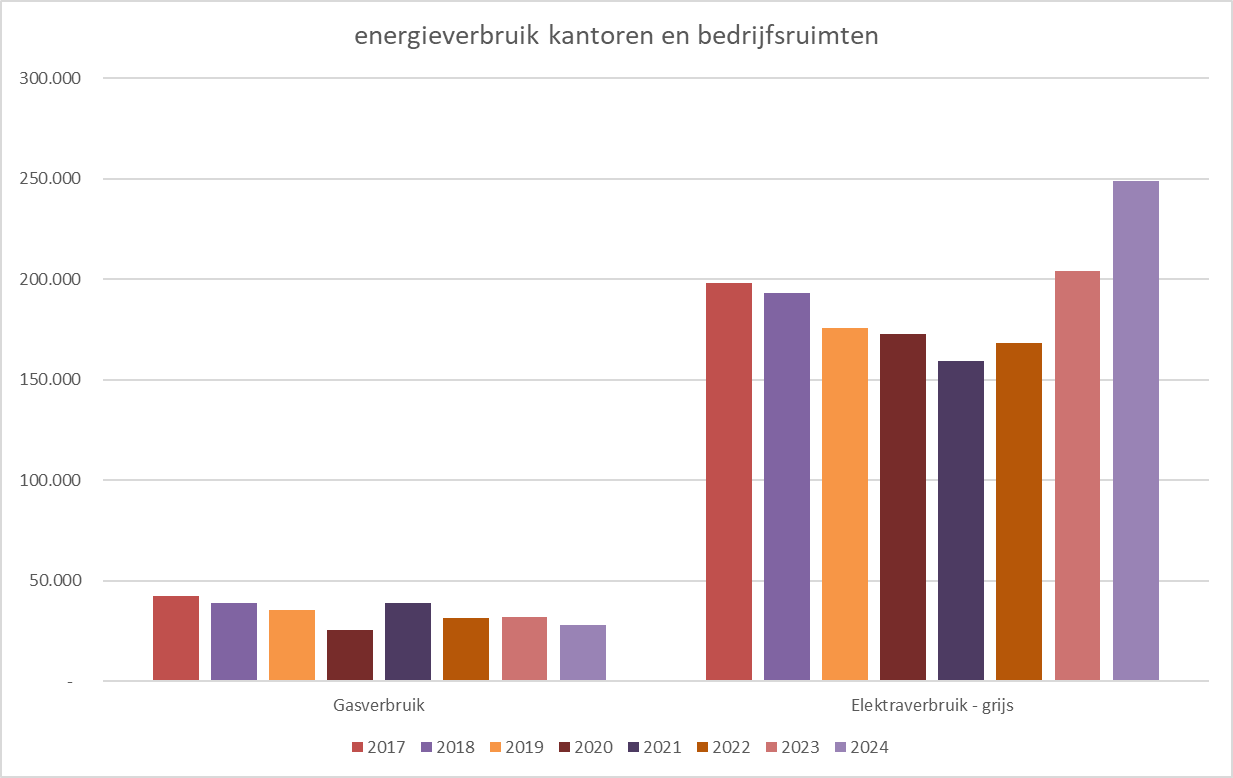 energieverbruik kantoren en bedrijfsruimten
300.000
250.000
200.000
150.000
100.000
50.000
-
Gasverbruik Elektraverbruik - grijs
2017 2018 2019 2020 2021 2022 2023 2024